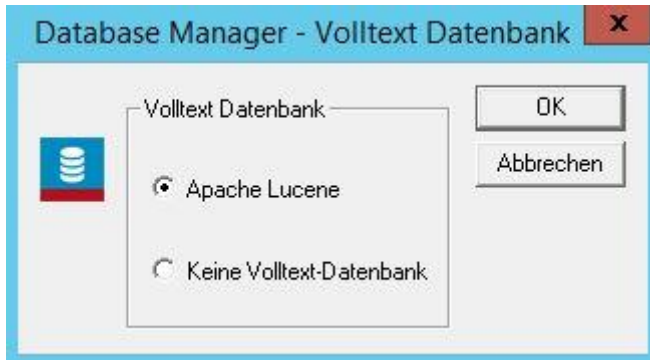 Database Manager - Volltext Datenbank
x
Volltext Datenbank
OK
Abbrechen
Apache Lucene
Keine Volltext-Datenbank